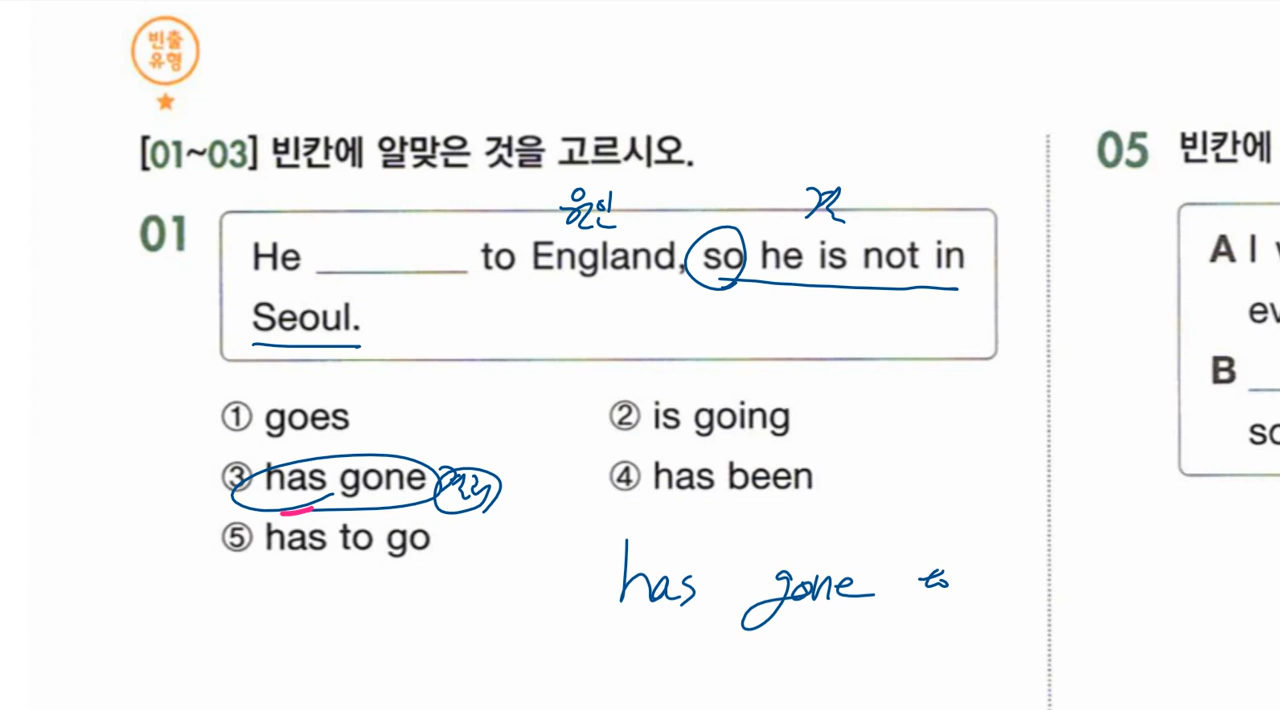 빈출
유형
[01~03] 빈칸에 알맞은 것을 고르시오.
원인
01
He ________ to England, so he is not in
Seoul.
① goes
② is going
③ has gone
④ has been
⑤ has to go
has gone to
05 빈칸에
A I
ev
B
so